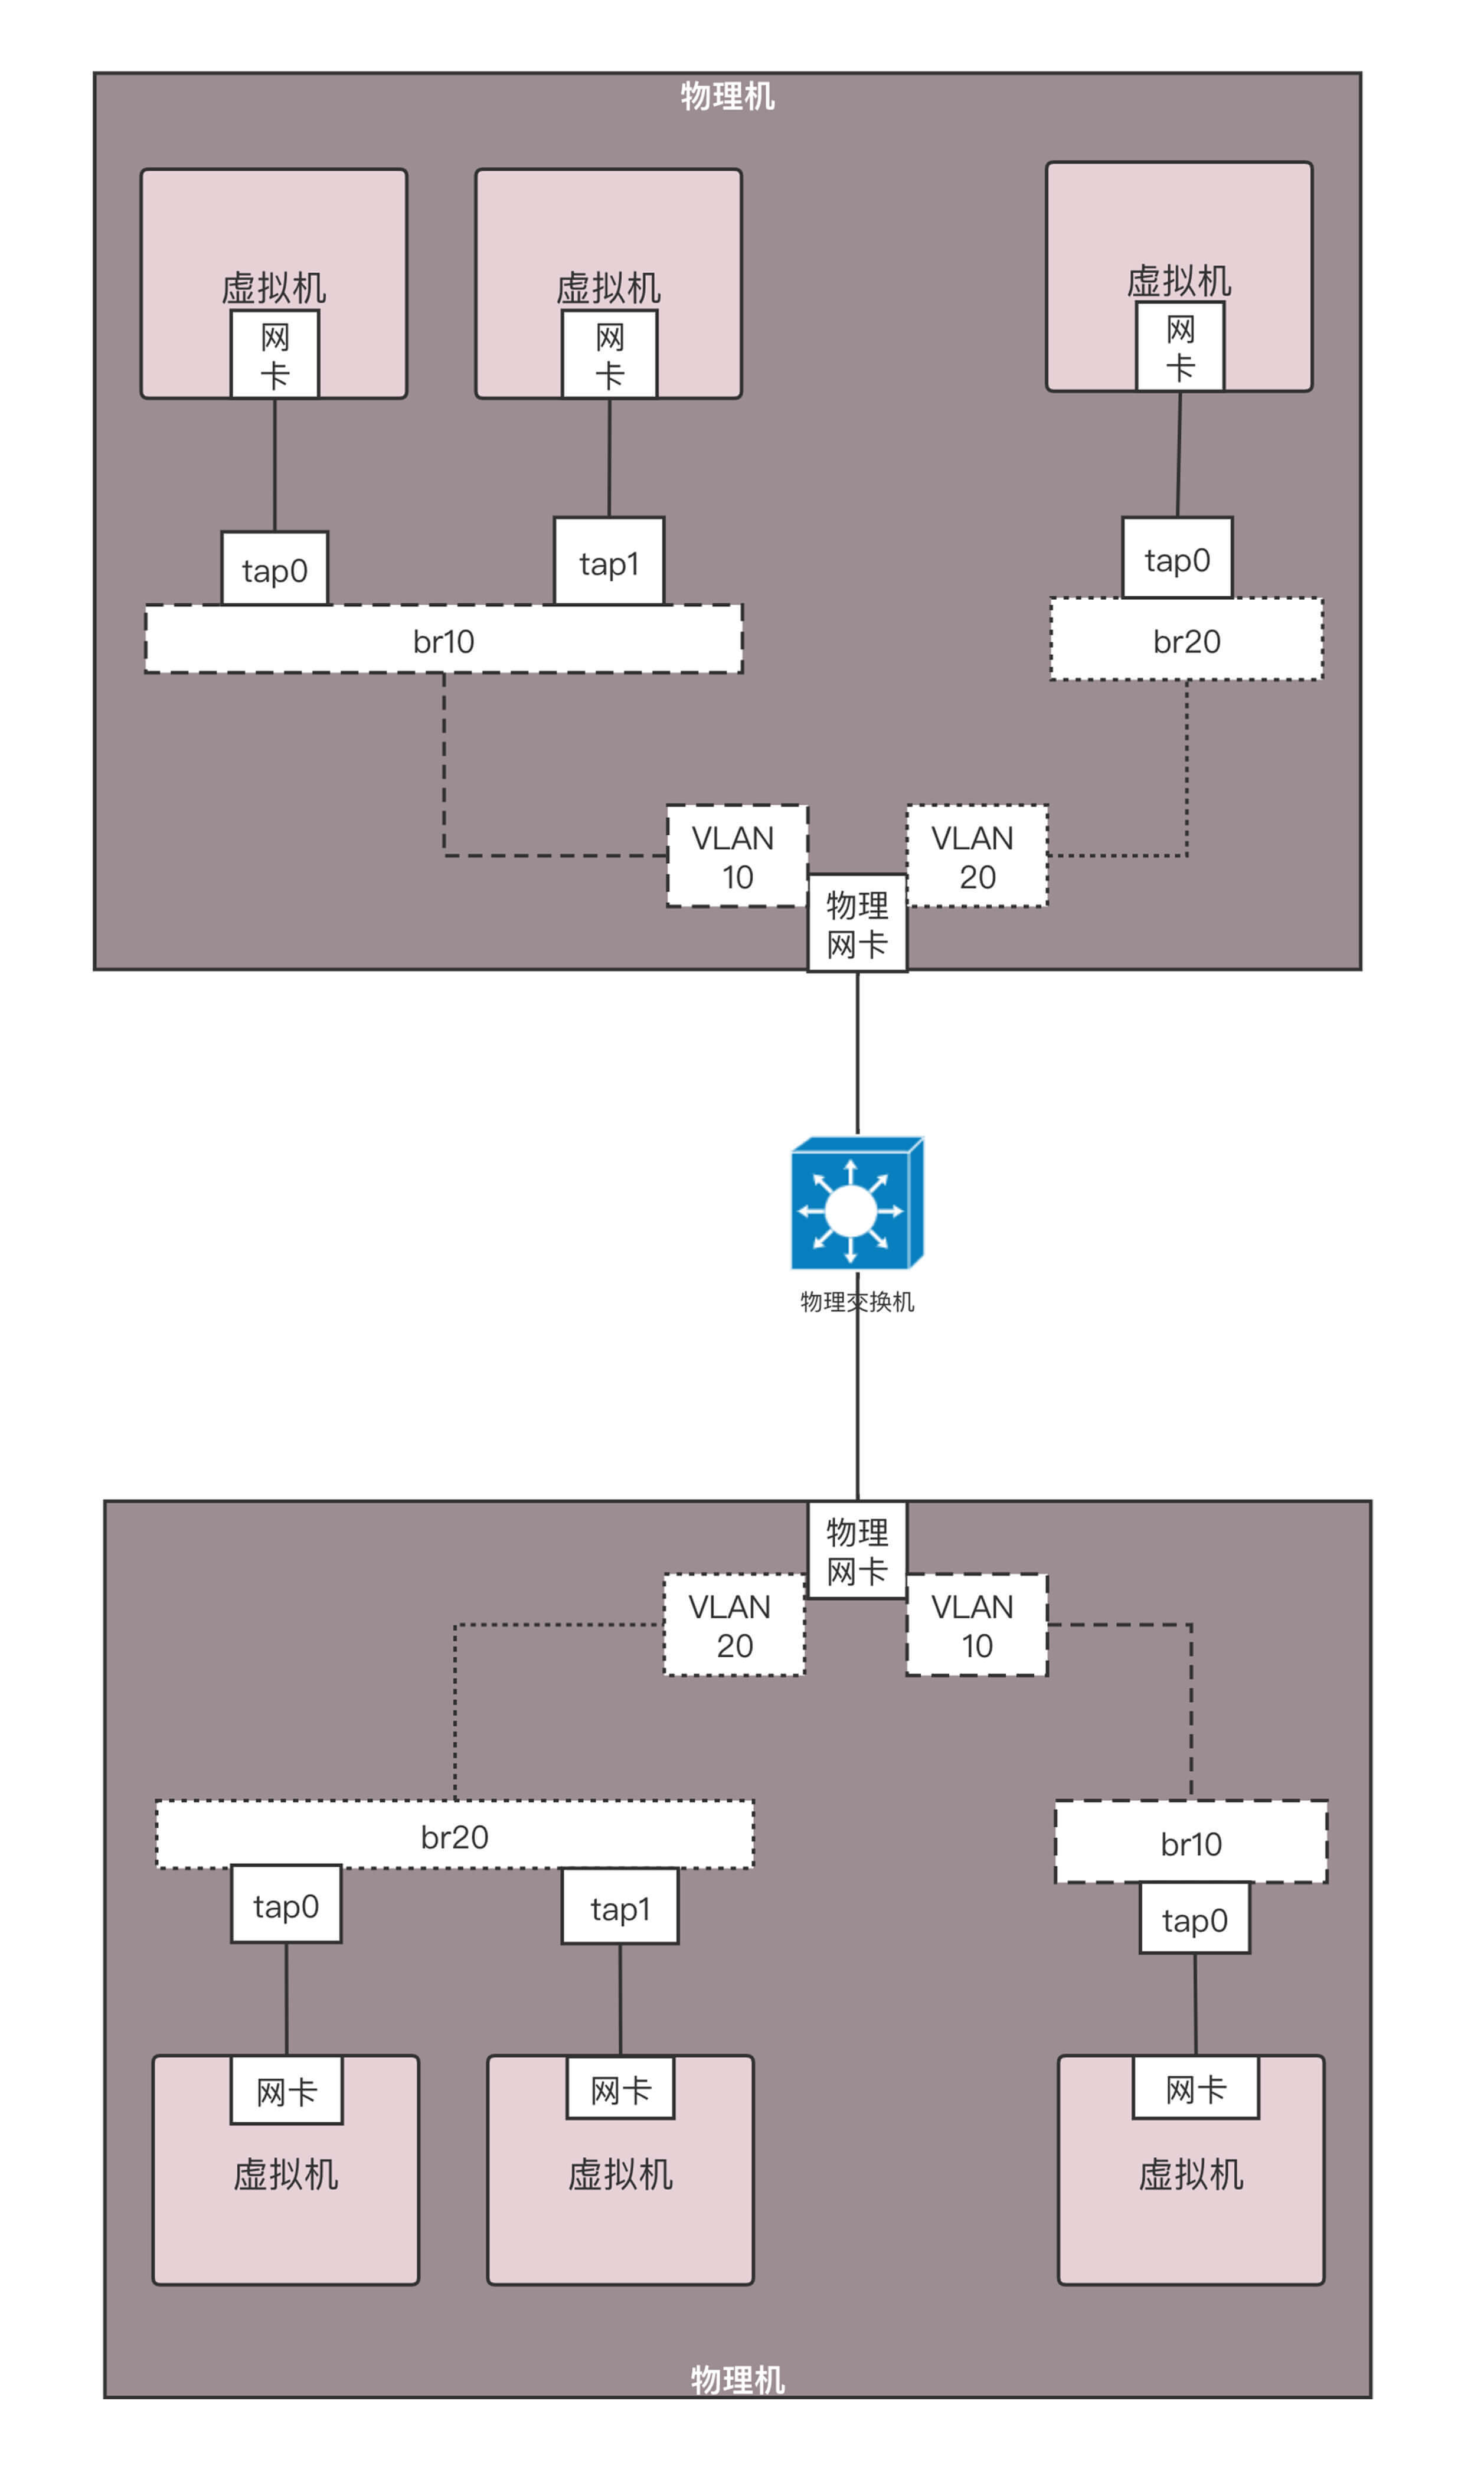 物理机
虚拟机
网
卡
虚拟机
网
卡
虚拟机
网
卡
tap0
tap1
tap0
br10
br20
VLAN
10
VLAN
20
物理
网卡
物理交换机
物理
网卡
VLAN
20
VLAN
10
br20
br10
tap0
tap1
tap0
网卡
网卡
网卡
虚拟机
虚拟机
虚拟机
物理机